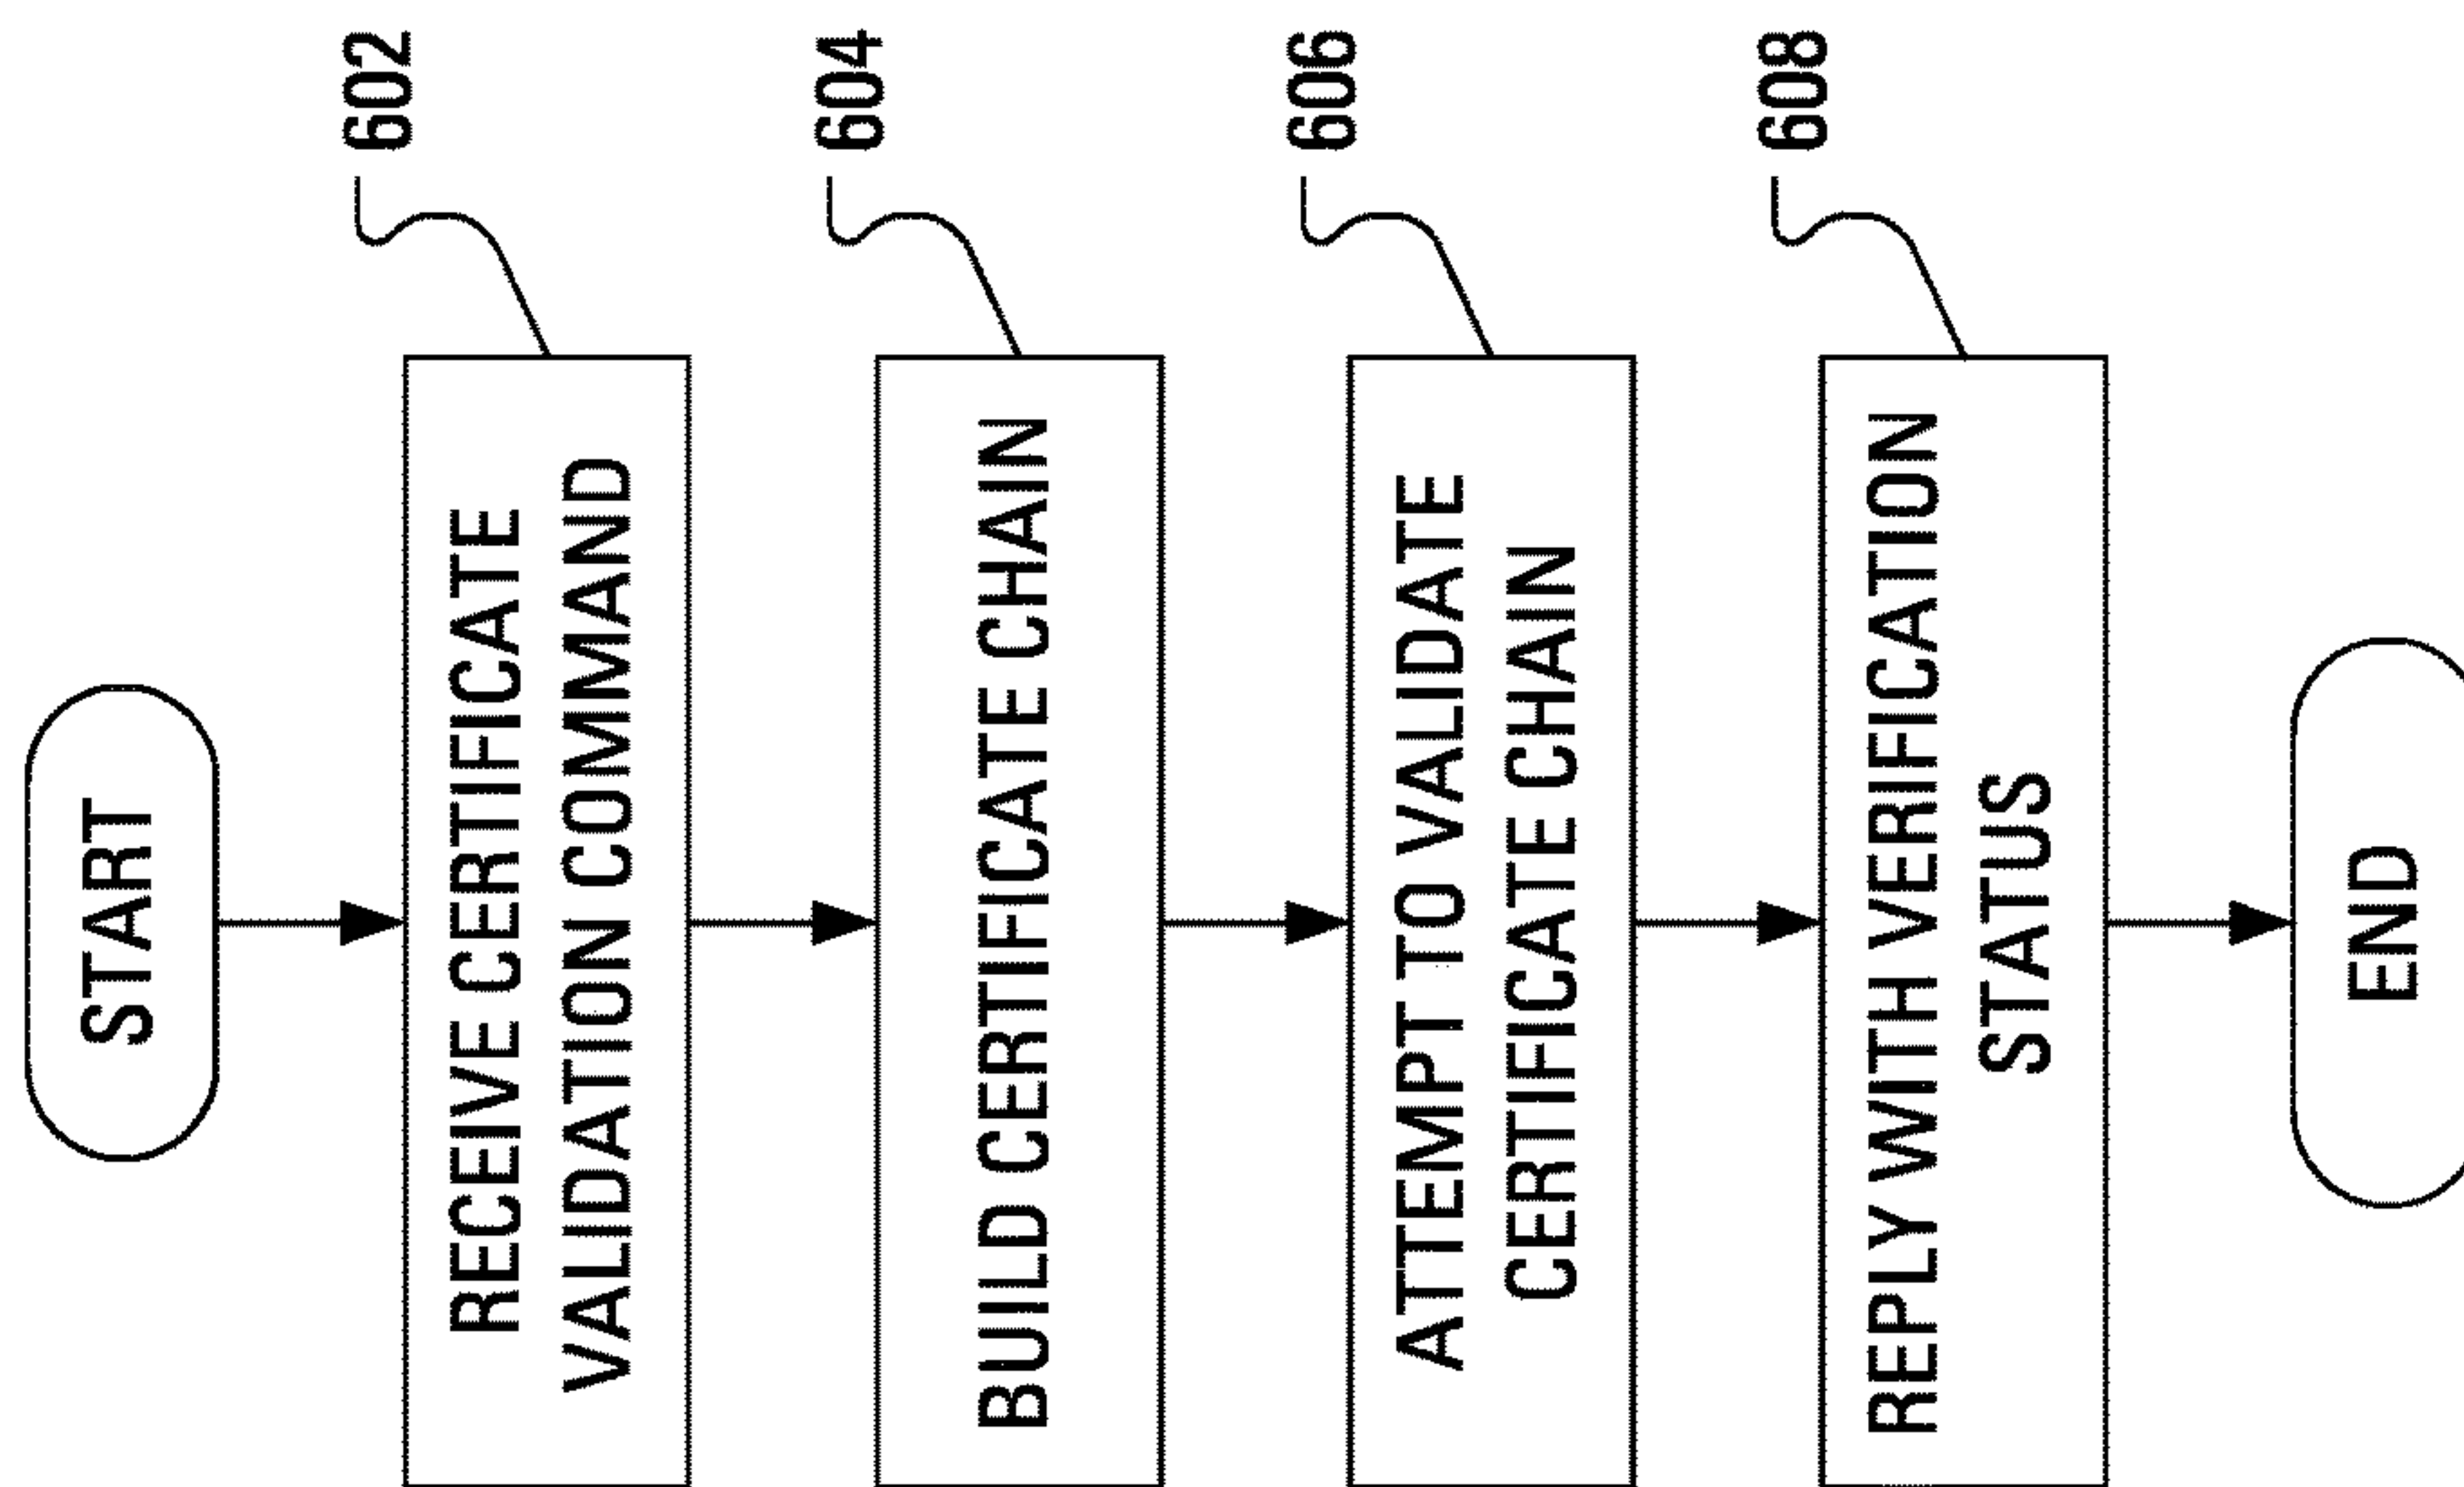 START
RECEIVE CERTIFICATE
VALIDATION COMMAND
602
BUILD CERTIFICATE CHAIN
604
ATTEMPT TO VALIDATE
CERTIFICATE CHAIN
606
REPLY WITH VERIFICATION
STATUS
608
END